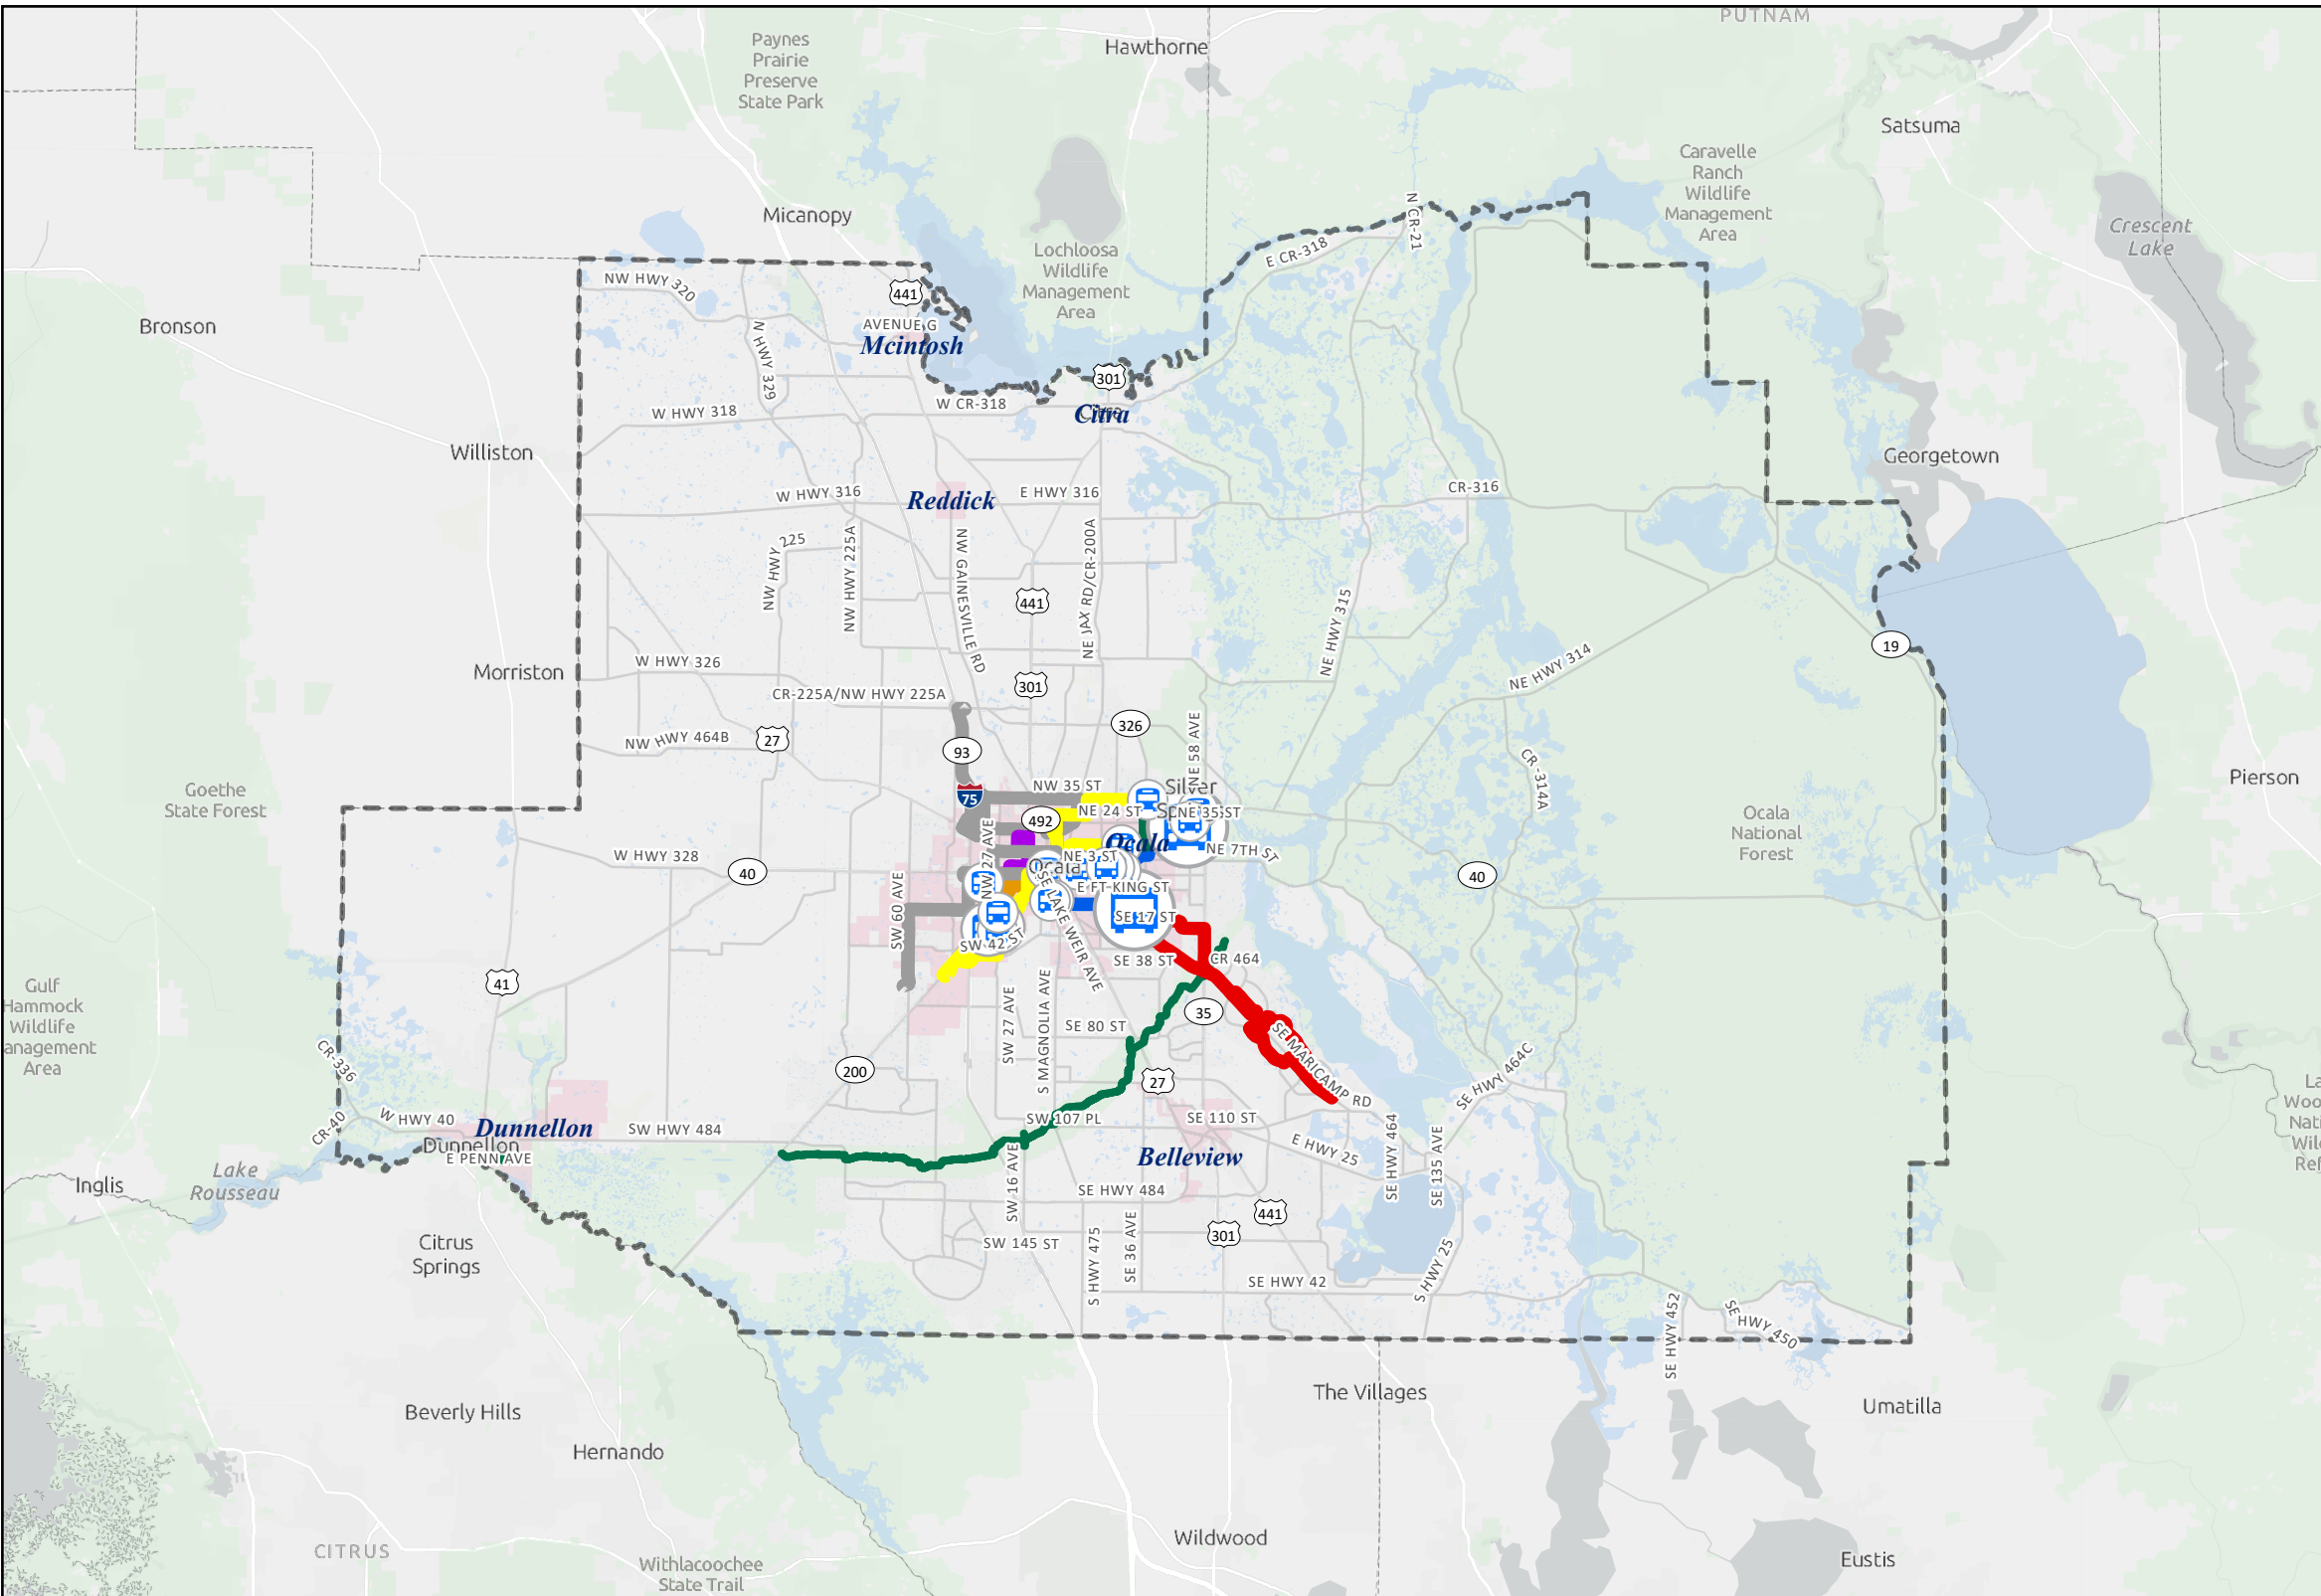 PUTNAM
Hawthorne
Paynes
Prairie
Preserve
State Park
Satsuma
Caravelle
Ranch
Wildlife
Management
Area
Micanopy
Crescent
Lake
N CR-21
E CR-318
Lochloosa
Wildlife
Management
Area
NW HWY 320
441
Bronson
AVENUE G
Mcintosh
N HWY 329
301
W CR-318
W HWY 318
Citra
Williston
Georgetown
W HWY 316
Reddick
E HWY 316
CR-316
NW HWY 225
NW HWY 225A
NW GAINESVILLE RD
NE JAX RD/CR-200A
441
NE HWY 315
19
W HWY 326
Morriston
NE HWY 314
CR-225A/NW HWY 225A
301
326
NE 58 AVE
NW HWY 464B
27
93
CR-314A
Pierson
Goethe
State Forest
75
NW 35 ST
Silver
NE 24 ST
NE 35 ST
492
Ocala
National
Forest
Ocala
NE 7TH ST
W HWY 328
40
NW 27 AVE
NE 3 ST
Ocala
E FT KING ST
40
SW 60 AVE
SE LAKE WEIR AVE
SE 17 ST
SW 42 ST
SE 38 ST
CR 464
41
Gulf
Hammock
Wildlife
anagement
Area
SW 27 AVE
S MAGNOLIA AVE
35
SE 80 ST
SE MARICAMP RD
CR-336
200
27
SE HWY 464C
La
Woo
Nati
Wil
Ref
CR-40
W HWY 40
Dunnellon
Dunnellon
E PENN AVE
SW HWY 484
SW 107 PL
SE 110 ST
E HWY 25
SE HWY 464
SE 135 AVE
Belleview
Lake
Rousseau
Inglis
SW 16 AVE
SE HWY 484
441
301
Citrus
Springs
SW 145 ST
S HWY 475
SE 36 AVE
S HWY 25
SE HWY 42
SE HWY 452
SE HWY 450
The Villages
Umatilla
Beverly Hills
Hernando
Wildwood
CITRUS
Withlacoochee
State Trail
Eustis